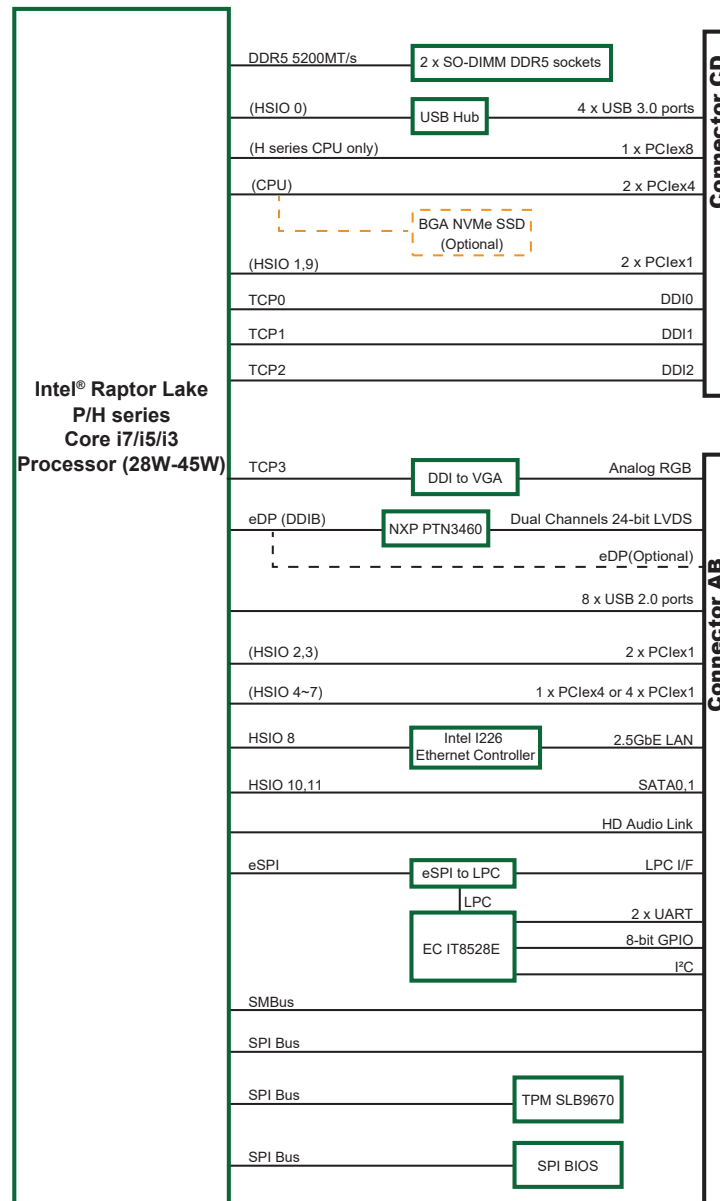 Intel® Raptor Lake
P/H series
Core i7/i5/i3
Processor (28W-45W)
DDR5 5200MT/s
2 x SO-DIMM DDR5 sockets
(HSIO 0)
USB Hub
4 x USB 3.0 ports
(H series CPU only)
1 x PCIex8
(CPU)
2 x PCIex4
BGA NVMe SSD
(Optional)
(HSIO 1,9)
2 x PCIex1
TCP0
DDI0
TCP1
DDI1
TCP2
DDI2
Connector CD
TCP3
DDI to VGA
Analog RGB
eDP (DDIB)
NXP PTN3460
Dual Channels 24-bit LVDS
eDP(Optional)
8 x USB 2.0 ports
(HSIO 2,3)
2 x PCIex1
(HSIO 4~7)
1 x PCIex4 or 4 x PCIex1
HSIO 8
Intel I226
Ethernet Controller
2.5GbE LAN
HSIO 10,11
SATA0,1
HD Audio Link
eSPI
eSPI to LPC
LPC I/F
LPC
EC IT8528E
2 x UART
8-bit GPIO
I²C
SMBus
SPI Bus
SPI Bus
TPM SLB9670
SPI Bus
SPI BIOS
Connector AB